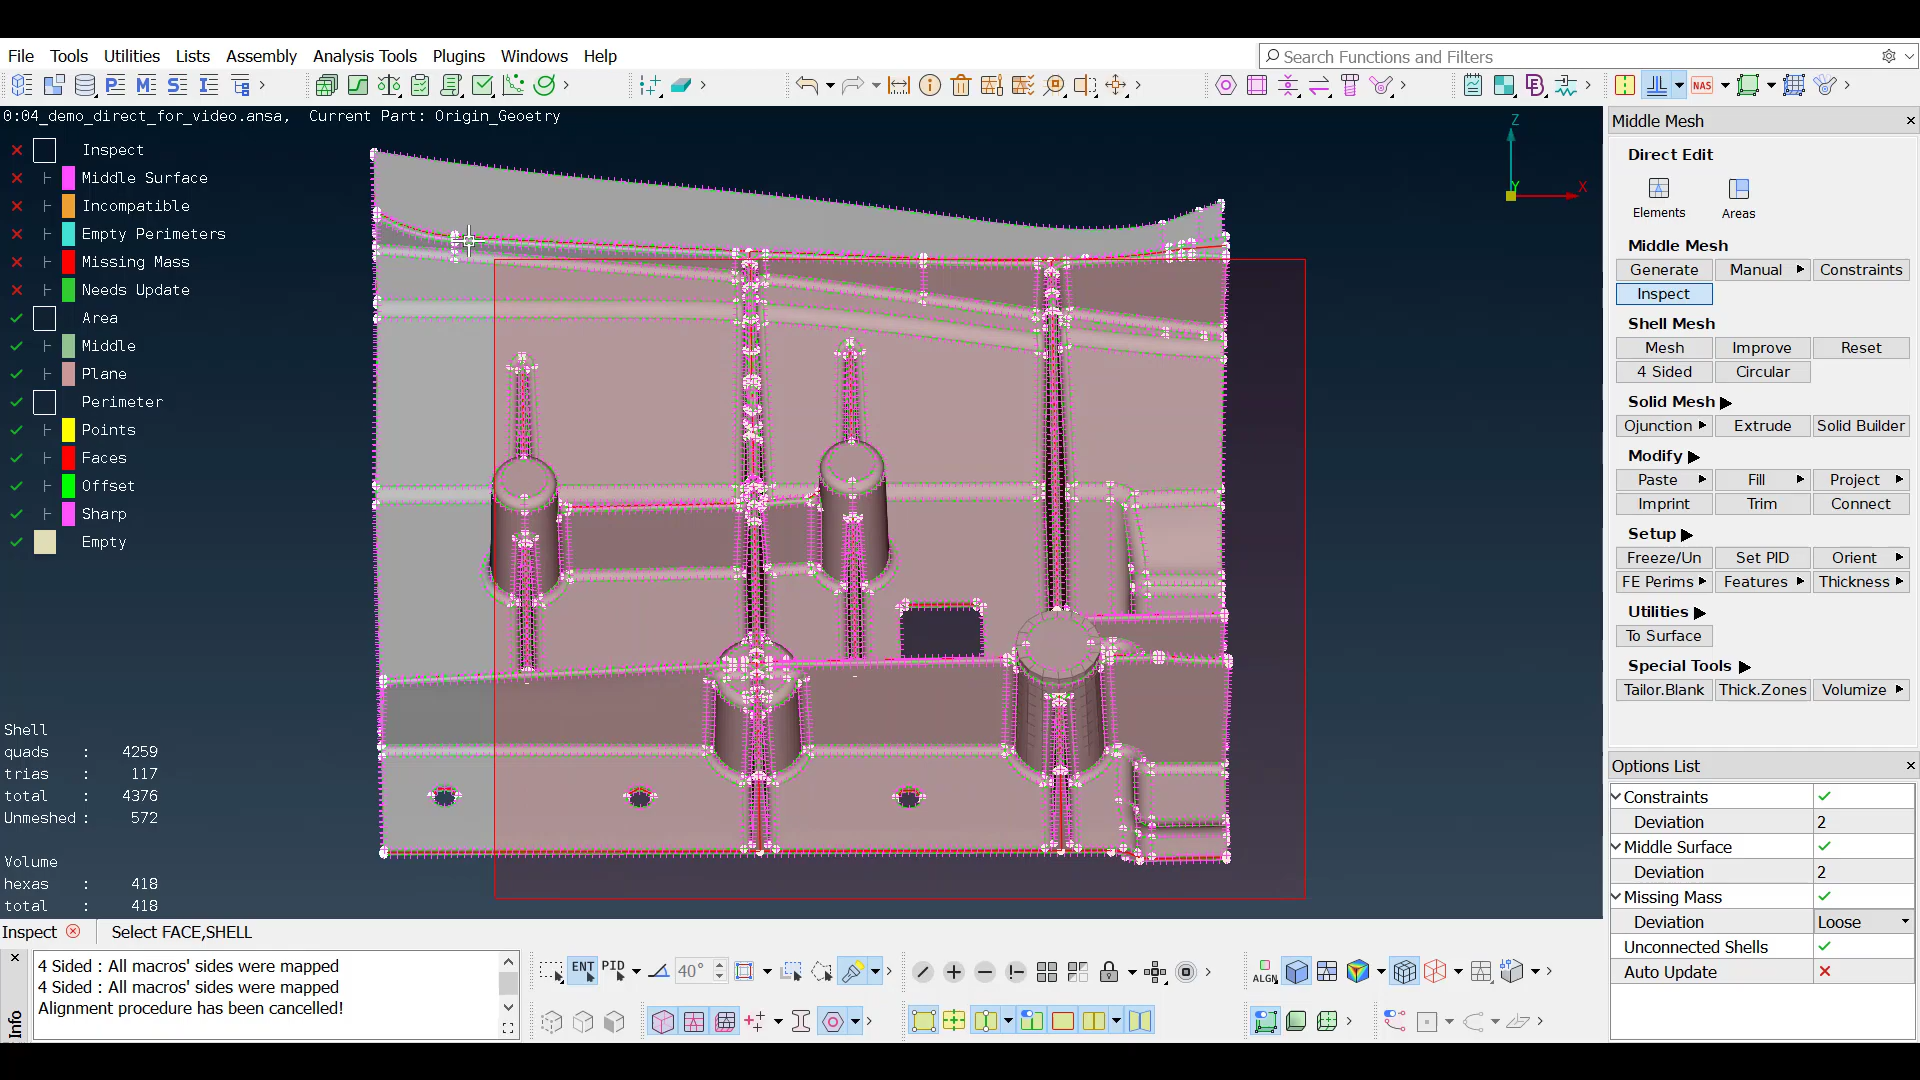 File Tools Utilities Lists Assembly Analysis Tools Plugins Windows Help
Search Functions and Filters
NAS
0:04_demo_direct_for_video.ansa, Current Part: Origin_Geoetry
Inspect
Middle Surface
Incompatible
Empty Perimeters
Missing Mass
Needs Update
Area
Middle
Plane
Perimeter
Points
Faces
Offset
Sharp
Empty
Shell
quads : 4259
trias : 117
total : 4376
Unmeshed : 572
Volume
hexas : 418
total : 418
Z
Y
X
Middle Mesh
Direct Edit
Elements Areas
Middle Mesh
Generate Manual Constraints
Inspect
Shell Mesh
Mesh Improve Reset
4 Sided Circular
Solid Mesh
Ojunction Extrude Solid Builder
Modify
Paste Fill Project
Imprint Trim Connect
Setup
Freeze/Un Set PID Orient
FE Perims Features Thickness
Utilities
To Surface
Special Tools
Tailor.Blank Thick.Zones Volumize
Options List
Constraints
Deviation 2
Middle Surface
Deviation 2
Missing Mass
Deviation Loose
Unconnected Shells
Auto Update
Inspect Select FACE,SHELL
4 Sided : All macros' sides were mapped
4 Sided : All macros' sides were mapped
Alignment procedure has been cancelled!
Info
ENT PID 40° ALGN